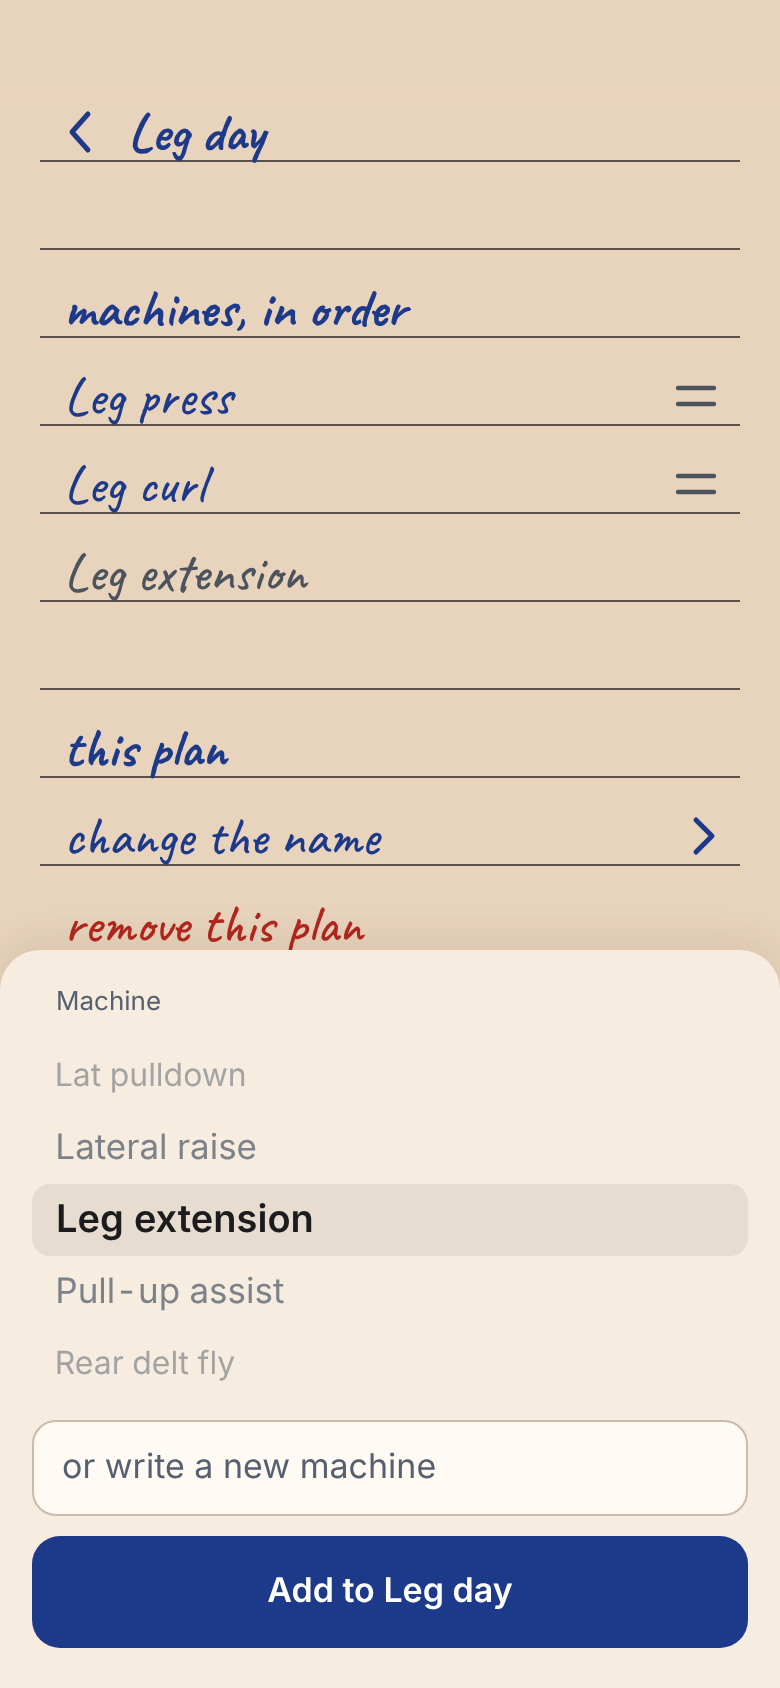 Leg day
machines, in order
Leg press
Leg curl
Leg extension
this plan
change the name
remove this plan
Machine
Lat pulldown
Lateral raise
Leg extension
Pull-up assist
Rear delt fly
or write a new machine
Add to Leg day